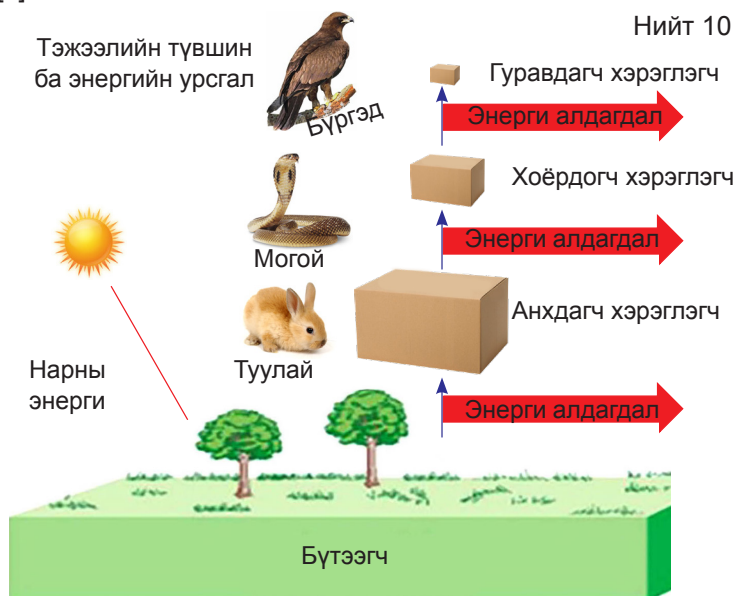 Нийт 10
Тэжээлийн түвшин
ба энергийн урсгал
Бүргэд
Гуравдагч хэрэглэгч
Энерги алдагдал
Хоёрдогч хэрэглэгч
Могой
Энерги алдагдал
Анхдагч хэрэглэгч
Туулай
Нарны
энерги
Энерги алдагдал
Бүтээгч